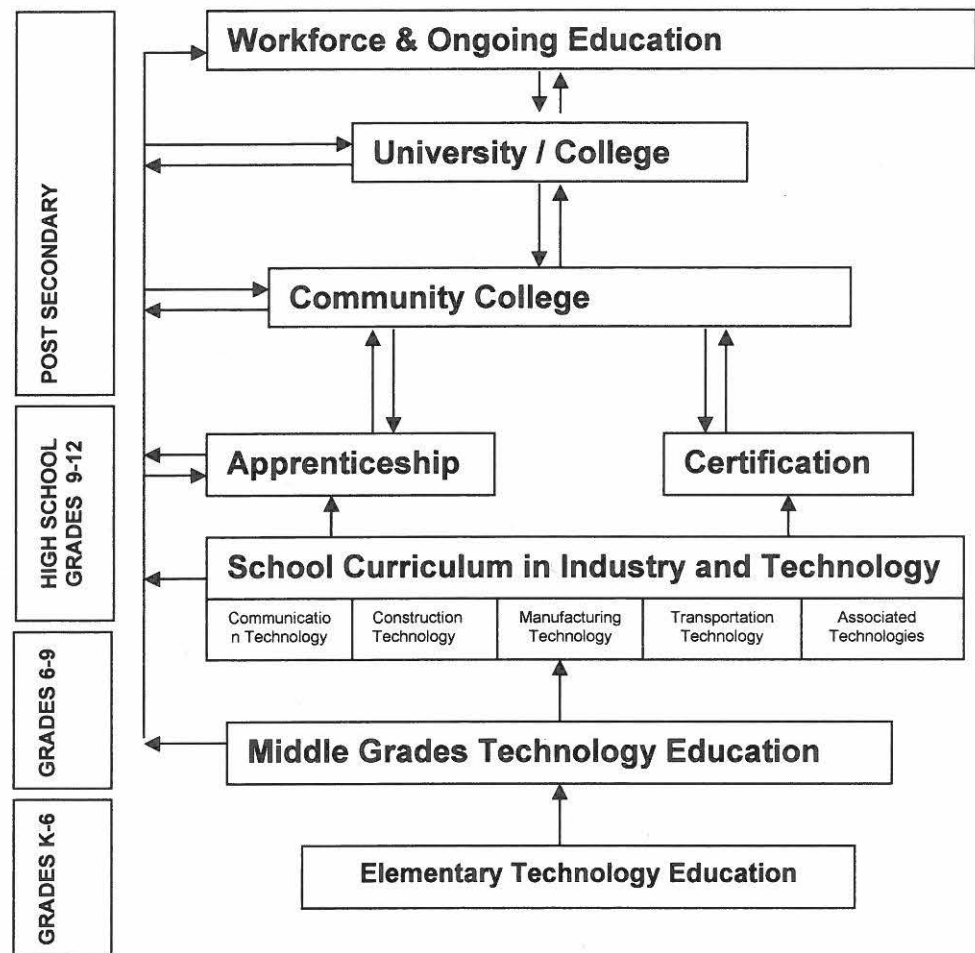 Workforce & Ongoing Education
University / College
POST SECONDARY
Community College
Apprenticeship
Certification
HIGH SCHOOL
GRADES 9-12
School Curriculum in Industry and Technology
Communicatio
n Technology
Construction
Technology
Manufacturing
Technology
Transportation
Technology
Associated
Technologies
GRADES 6-9
Middle Grades Technology Education
GRADES K-6
Elementary Technology Education